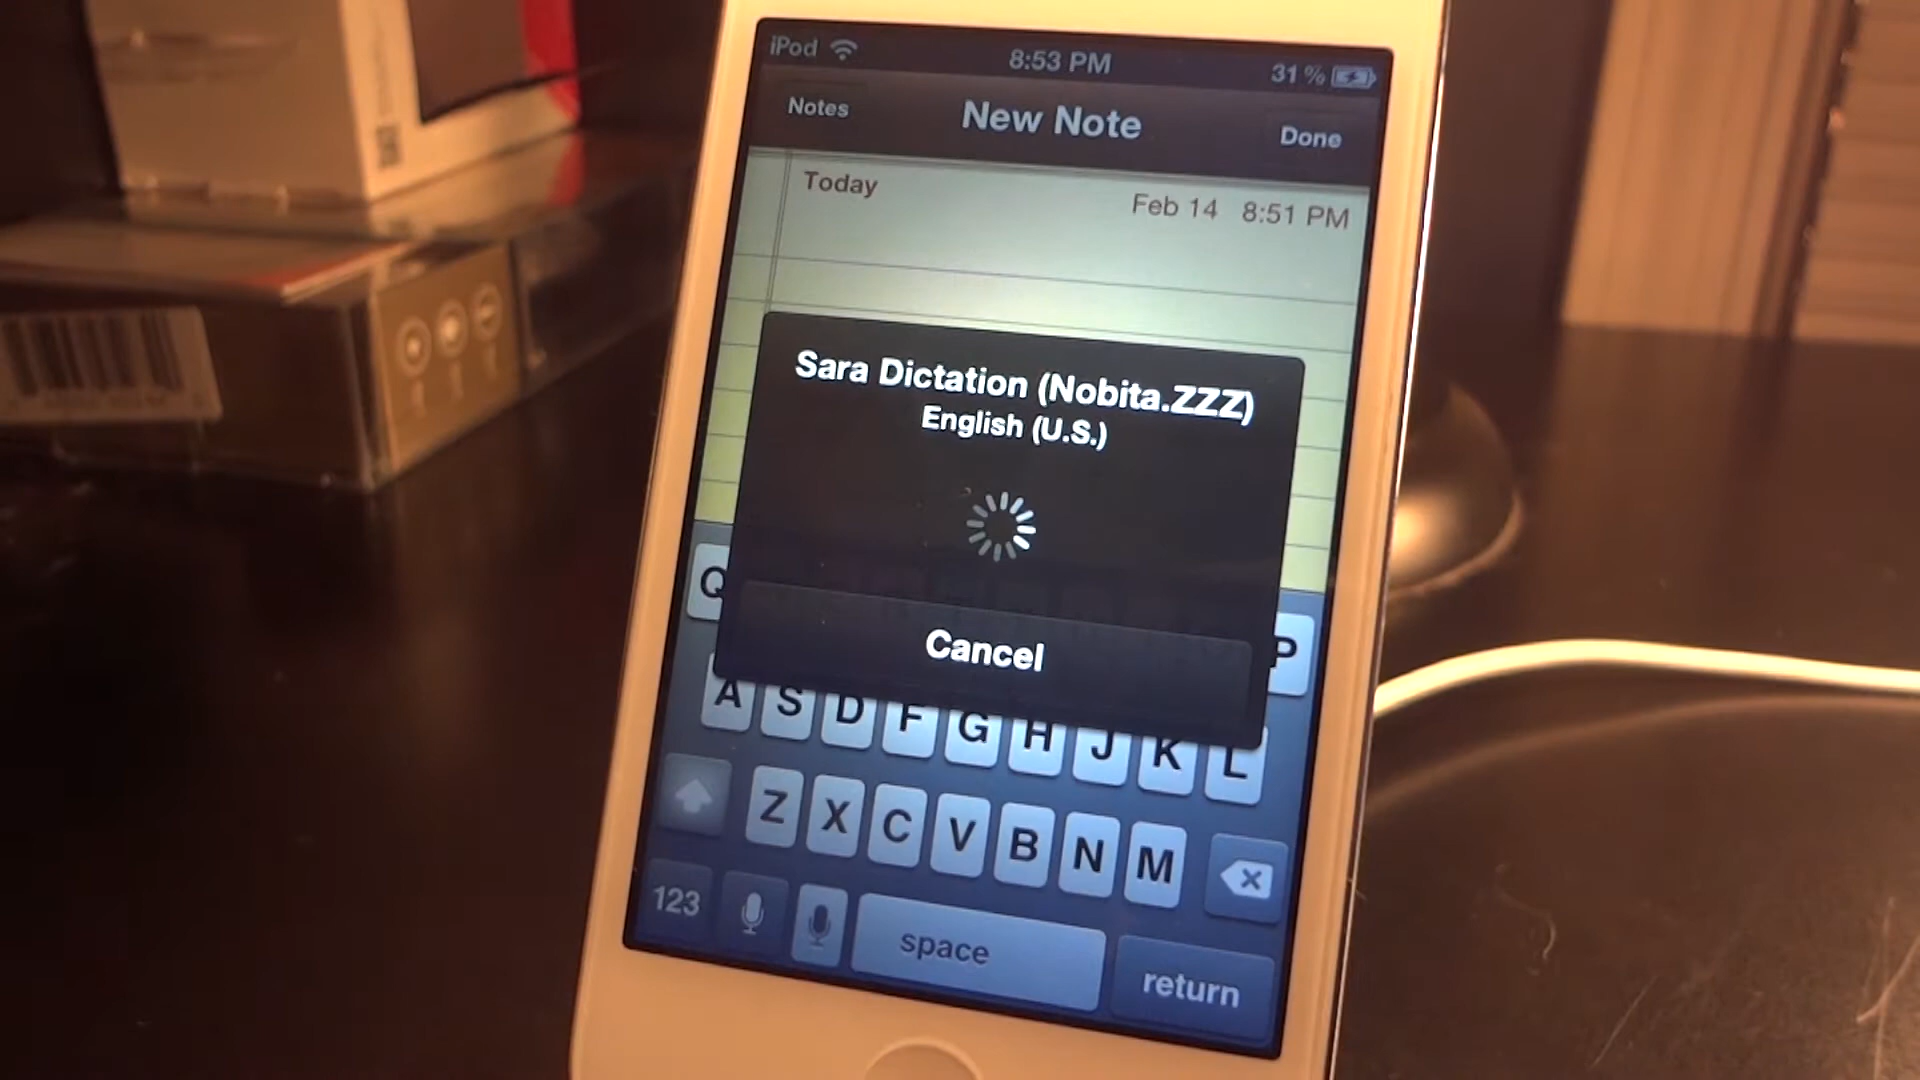 iPod 8:53 PM 31 %
Notes New Note Done
Today Feb 14 8:51 PM
Sara Dictation (Nobita.ZZZ)
English (U.S.)
Cancel
Q P
A S D F G H J K L
Z X C V B N M
123 space return